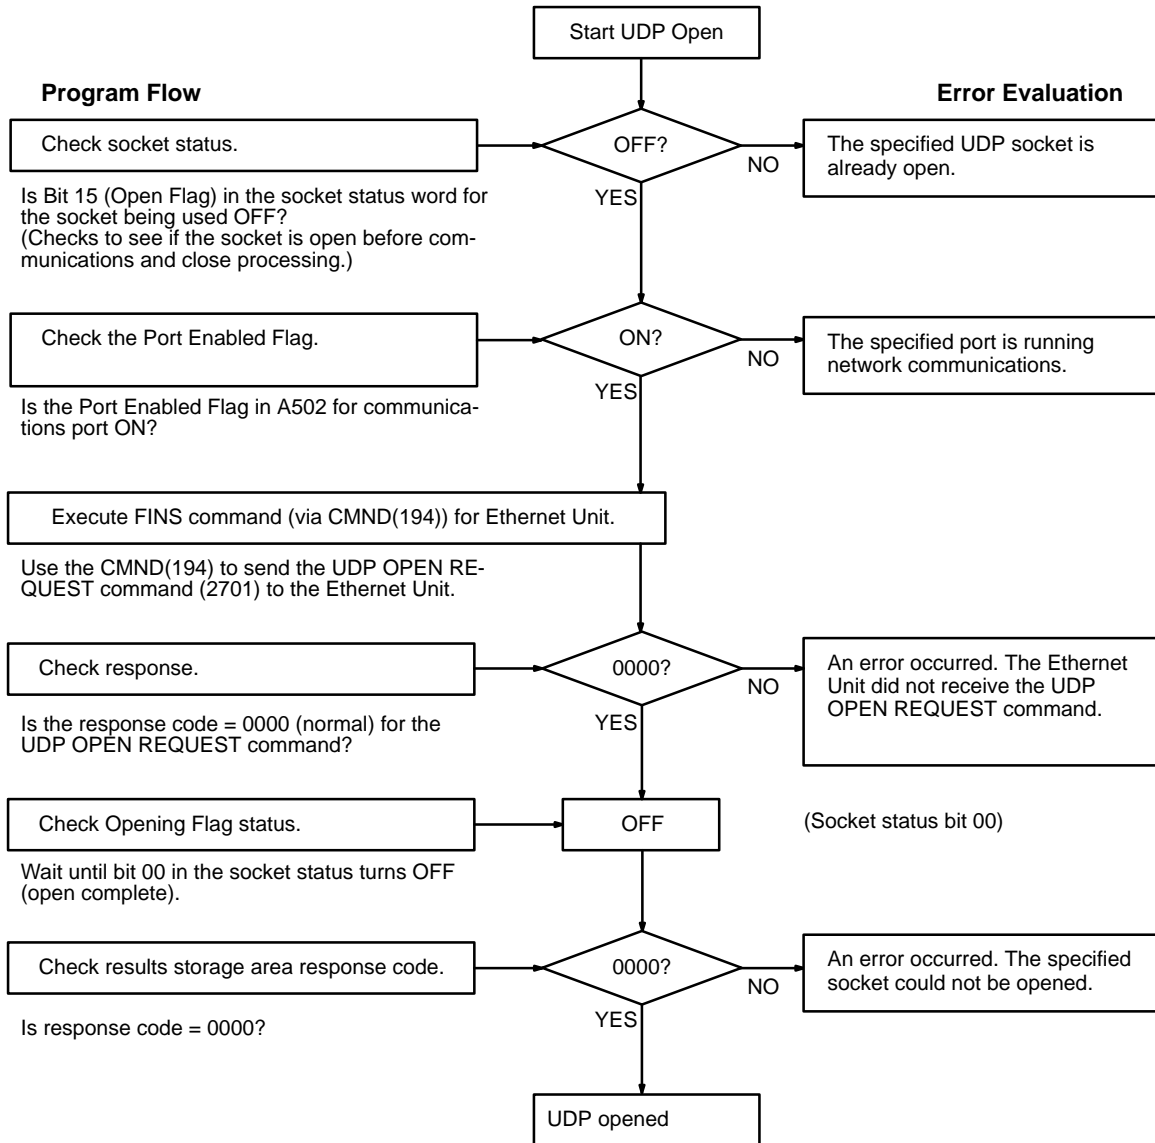 Start UDP Open
Program Flow
Error Evaluation
Check socket status.
OFF?
NO
YES
The specified UDP socket is
already open.
Is Bit 15 (Open Flag) in the socket status word for
the socket being used OFF?
(Checks to see if the socket is open before com-
munications and close processing.)
Check the Port Enabled Flag.
ON?
NO
YES
The specified port is running
network communications.
Is the Port Enabled Flag in A502 for communica-
tions port ON?
Execute FINS command (via CMND(194)) for Ethernet Unit.
Use the CMND(194) to send the UDP OPEN RE-
QUEST command (2701) to the Ethernet Unit.
Check response.
0000?
NO
YES
An error occurred. The Ethernet
Unit did not receive the UDP
OPEN REQUEST command.
Is the response code = 0000 (normal) for the
UDP OPEN REQUEST command?
Check Opening Flag status.
OFF
(Socket status bit 00)
Wait until bit 00 in the socket status turns OFF
(open complete).
Check results storage area response code.
0000?
NO
YES
An error occurred. The specified
socket could not be opened.
Is response code = 0000?
UDP opened